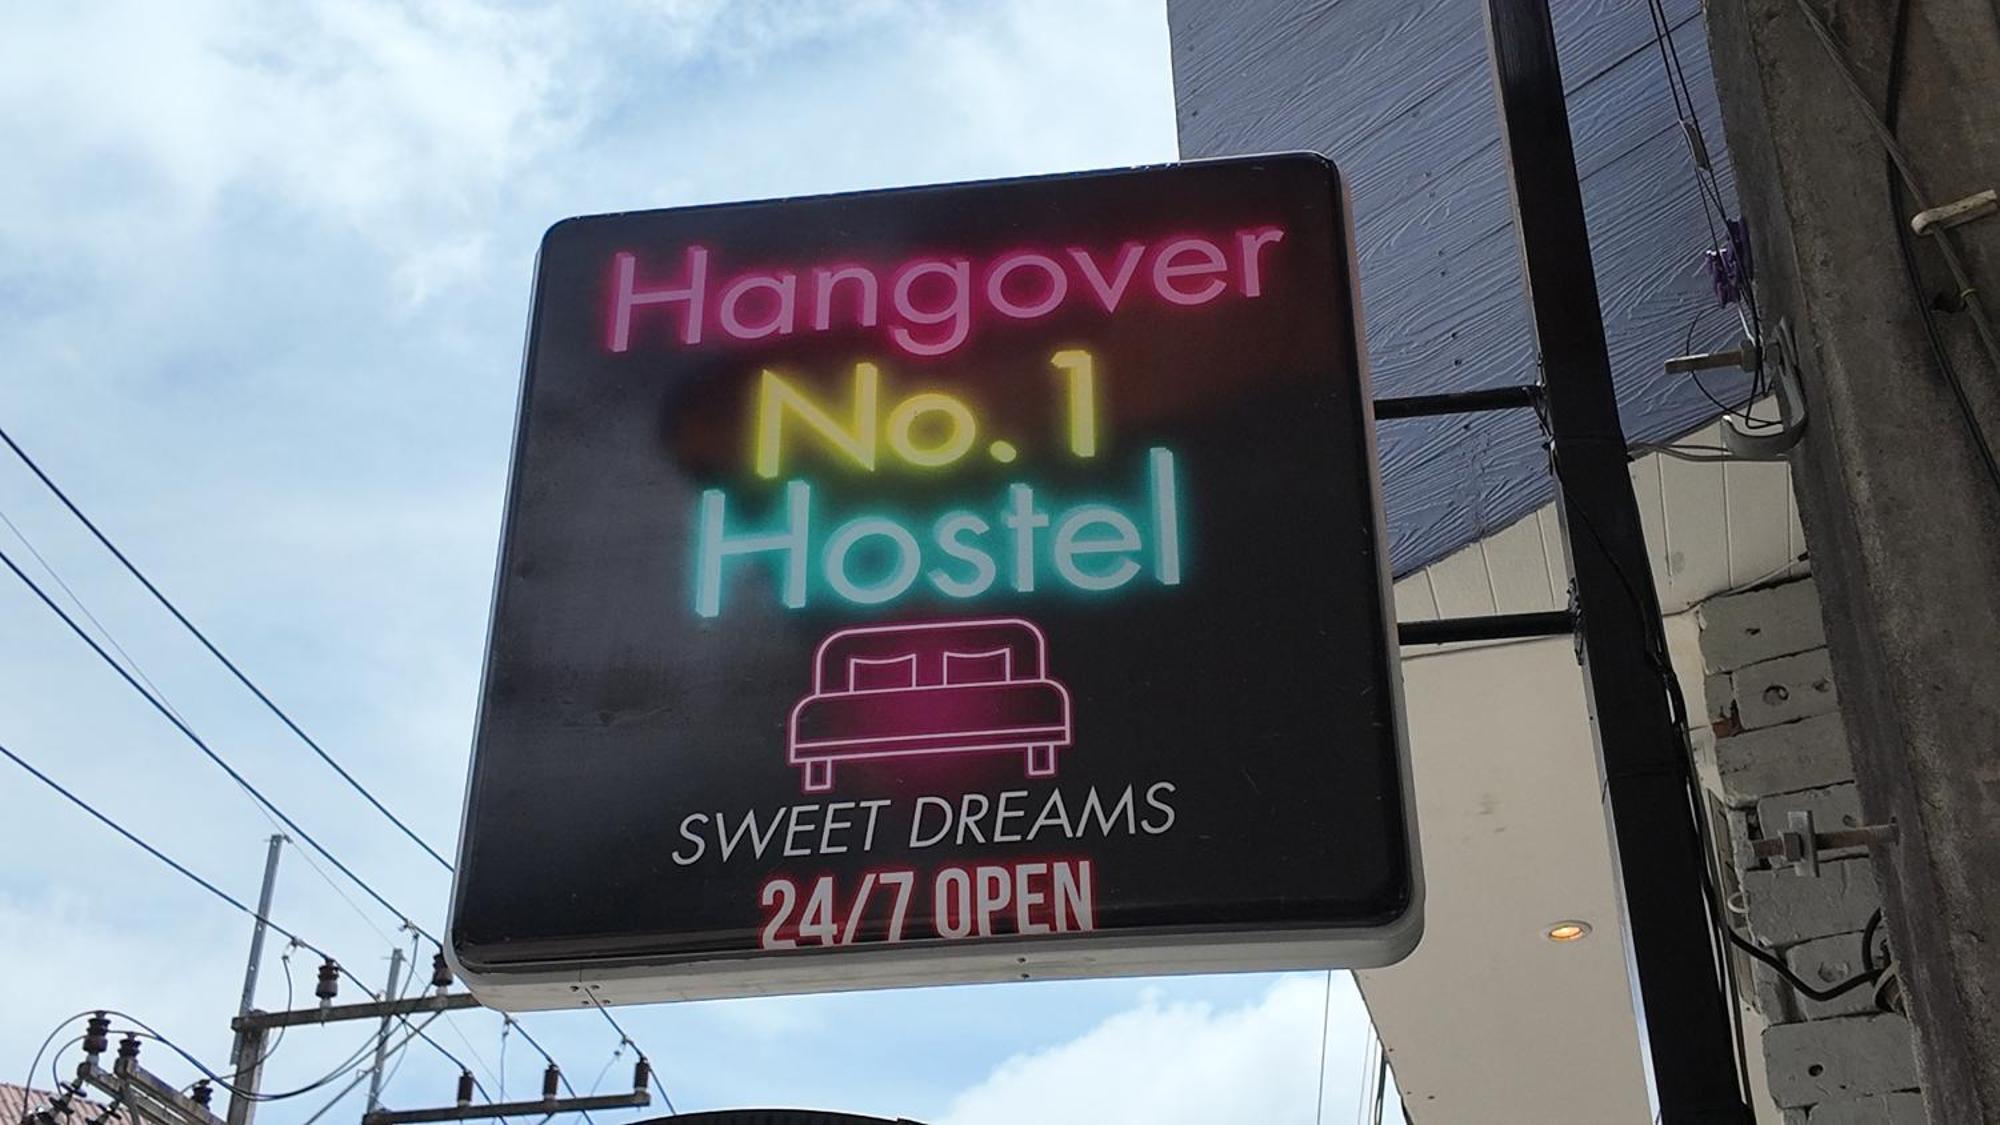 Hangover
No. 1
Hostel
SWEET DREAMS
24/7 OPEN